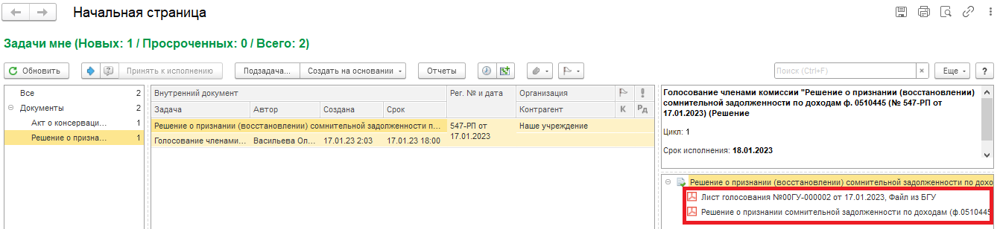 Начальная страница
Задачи мне (Новых: 1 / Просроченных: 0 / Всего: 2)
Обновить
Принять к исполнению
Подзадача...
Создать на основании
Отчеты
Поиск (Ctrl+F)
×
Еще
?
Все 2
Документы 2
Акт о консерваци... 1
Решение о призна... 1
Внутренний документ
Рег. № и дата
Организация
Задача
Автор
Создана
Срок
Контрагент
К
Рд
Решение о признании (восстановлении) сомнительной задолженности п...
547-РП от
17.01.2023
Наше учреждение
Голосование членами...
Васильева Ол...
17.01.23 2:03
17.01.23 18:00
Голосование членами комиссии "Решение о признании (восстановлении)
сомнительной задолженности по доходам ф. 0510445 (№ 547-РП от
17.01.2023) (Решение
Цикл: 1
Срок исполнения: 18.01.2023
Решение о признании (восстановлении) сомнительной задолженности по дохо
Лист голосования №00ГУ-000002 от 17.01.2023, Файл из БГУ
Решение о признании сомнительной задолженности по доходам (ф.0510445